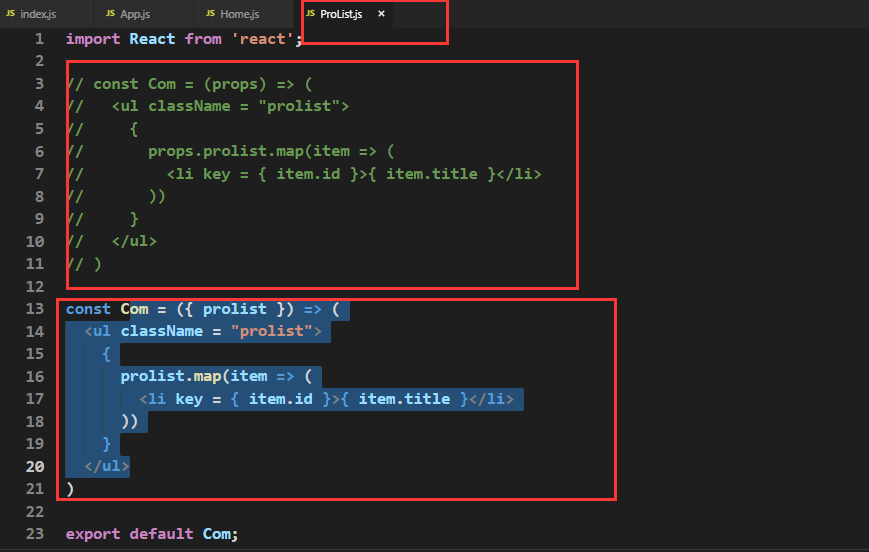 JS index.js JS App.js JS Home.js JS ProList.js ×
1 import React from 'react';
2
3 // const Com = (props) => (
4 //   <ul className = "prolist">
5 //     {
6 //       props.prolist.map(item => (
7 //         <li key = { item.id }>{ item.title }</li>
8 //       ))
9 //     }
10 //   </ul>
11 // )
12
13 const Com = ({ prolist }) => (
14   <ul className = "prolist">
15     {
16       prolist.map(item => (
17         <li key = { item.id }>{ item.title }</li>
18       ))
19     }
20   </ul>
21 )
22
23 export default Com;